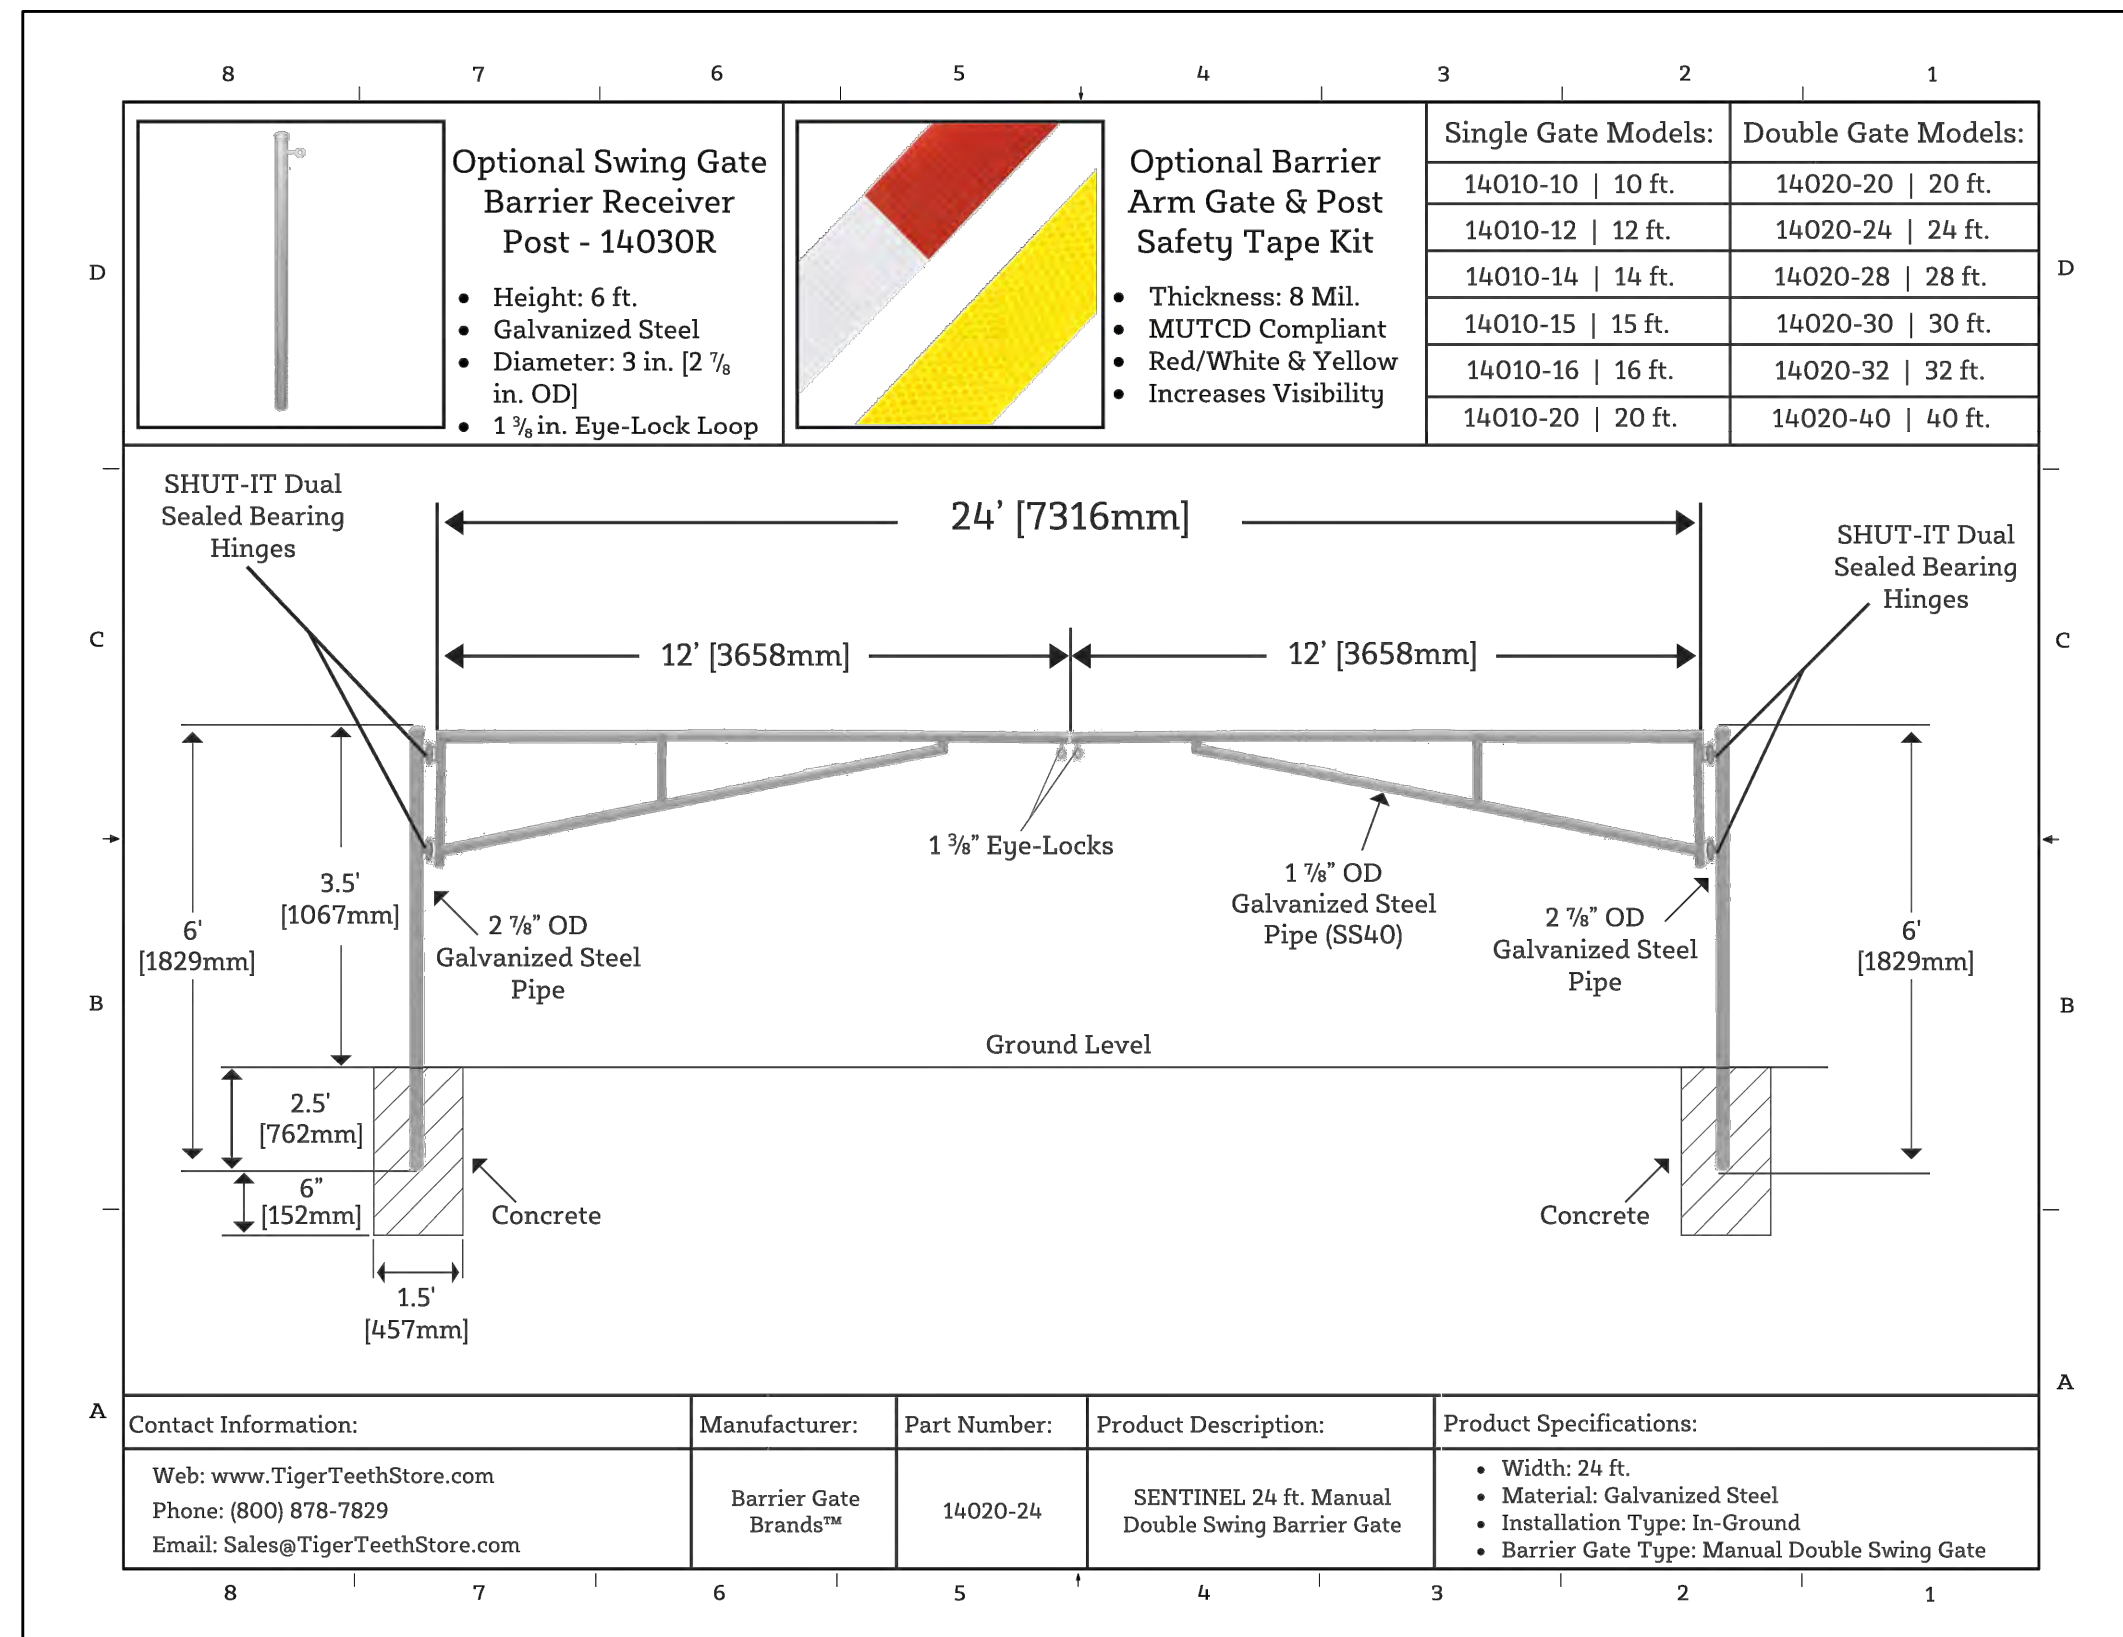 8 7 6 5 4 3 2 1
Optional Swing Gate
Barrier Receiver
Post - 14030R
• Height: 6 ft.
• Galvanized Steel
• Diameter: 3 in. [2 ⅞
in. OD]
• 1 ⅜ in. Eye-Lock Loop
Optional Barrier
Arm Gate & Post
Safety Tape Kit
• Thickness: 8 Mil.
• MUTCD Compliant
• Red/White & Yellow
• Increases Visibility
Single Gate Models: Double Gate Models:
14010-10 | 10 ft. 14020-20 | 20 ft.
14010-12 | 12 ft. 14020-24 | 24 ft.
14010-14 | 14 ft. 14020-28 | 28 ft.
14010-15 | 15 ft. 14020-30 | 30 ft.
14010-16 | 16 ft. 14020-32 | 32 ft.
14010-20 | 20 ft. 14020-40 | 40 ft.
D D
SHUT-IT Dual
Sealed Bearing
Hinges
24’ [7316mm]
SHUT-IT Dual
Sealed Bearing
Hinges
C C
12’ [3658mm] 12’ [3658mm]
1 ⅜” Eye-Locks
3.5'
[1067mm]
6'
[1829mm]
2 ⅞” OD
Galvanized Steel
Pipe
1 ⅞” OD
Galvanized Steel
Pipe (SS40)
2 ⅞” OD
Galvanized Steel
Pipe
6'
[1829mm]
B B
Ground Level
2.5'
[762mm]
6”
[152mm]
Concrete
Concrete
1.5'
[457mm]
A A
Contact Information:
Web: www.TigerTeethStore.com
Phone: (800) 878-7829
Email: Sales@TigerTeethStore.com
Manufacturer:
Barrier Gate
Brands™
Part Number:
14020-24
Product Description:
SENTINEL 24 ft. Manual
Double Swing Barrier Gate
Product Specifications:
• Width: 24 ft.
• Material: Galvanized Steel
• Installation Type: In-Ground
• Barrier Gate Type: Manual Double Swing Gate
8 7 6 5 4 3 2 1